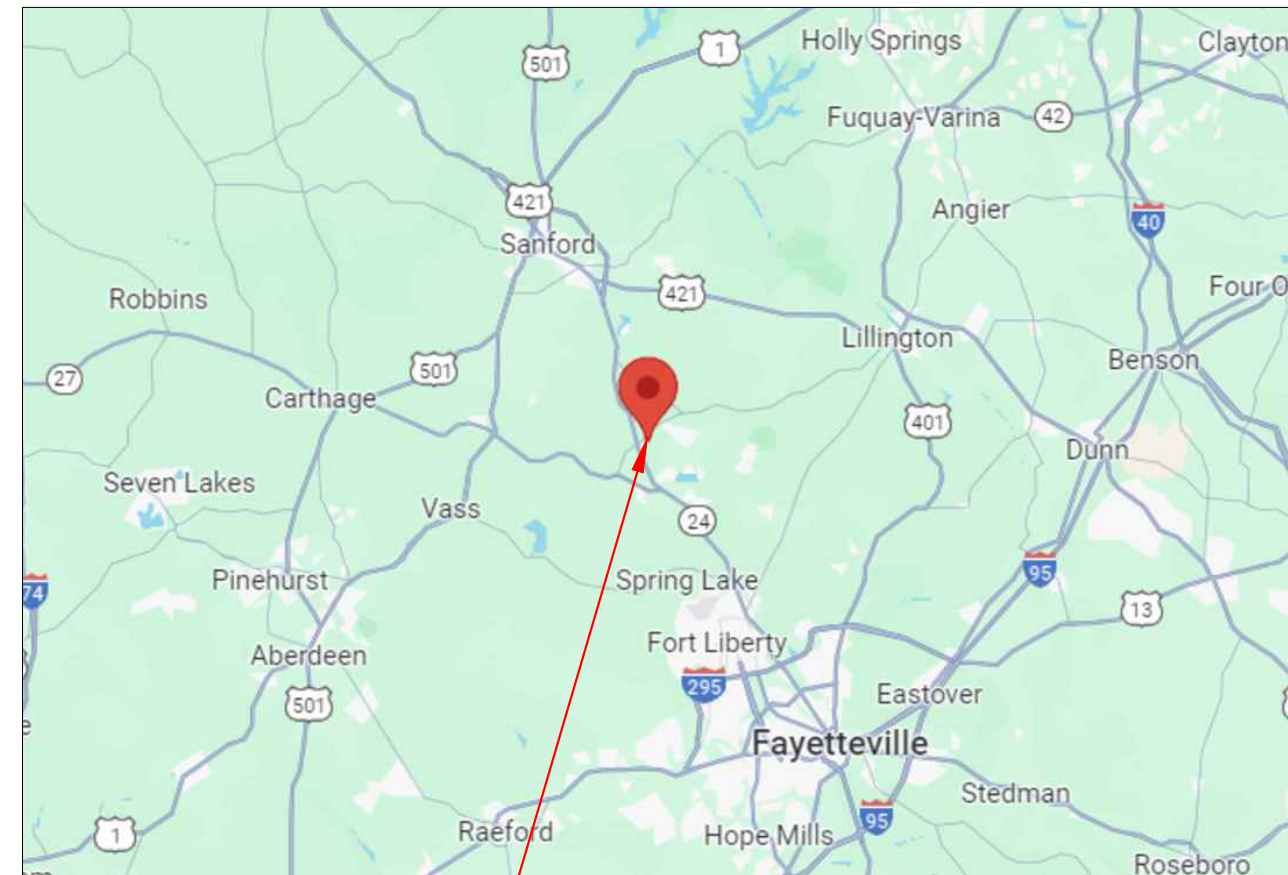 Holly Springs
Clayton
1
501
Fuquay-Varina
42
421
Angier
40
Sanford
421
Four O
Robbins
Lillington
Benson
27
501
Carthage
401
Dunn
Seven Lakes
Vass
24
Pinehurst
Spring Lake
95
74
13
Fort Liberty
Aberdeen
295
Eastover
501
e
Fayetteville
Stedman
1
Raeford
Hope Mills
95
Roseboro